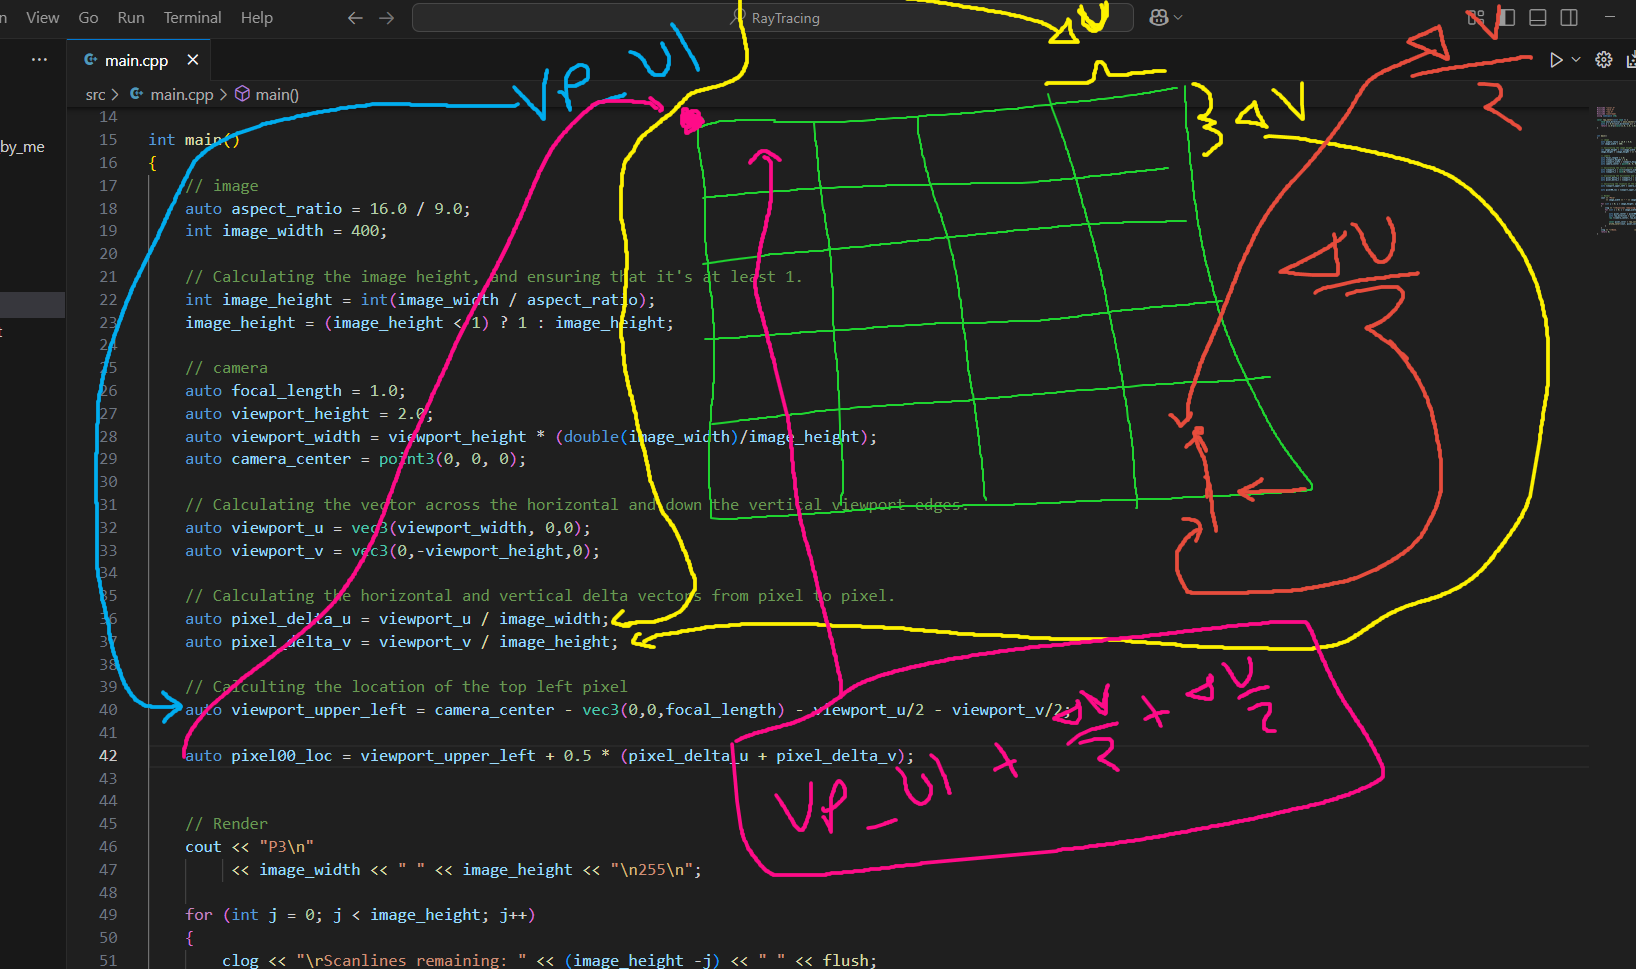 View Go Run Terminal Help RayTracing
main.cpp
src > main.cpp > main()
by_me
14
15 int main()
16 {
17 // image
18 auto aspect_ratio = 16.0 / 9.0;
19 int image_width = 400;
20
21 // Calculating the image height, and ensuring that it's at least 1.
22 int image_height = int(image_width / aspect_ratio);
23 image_height = (image_height < 1) ? 1 : image_height;
24
25 // camera
26 auto focal_length = 1.0;
27 auto viewport_height = 2.0;
28 auto viewport_width = viewport_height * (double(image_width)/image_height);
29 auto camera_center = point3(0, 0, 0);
30
31 // Calculating the vector across the horizontal and down the vertical viewport edges.
32 auto viewport_u = vec3(viewport_width, 0,0);
33 auto viewport_v = vec3(0,-viewport_height,0);
34
35 // Calculating the horizontal and vertical delta vectors from pixel to pixel.
36 auto pixel_delta_u = viewport_u / image_width;
37 auto pixel_delta_v = viewport_v / image_height;
38
39 // Calculting the location of the top left pixel
40 auto viewport_upper_left = camera_center - vec3(0,0,focal_length) - viewport_u/2 - viewport_v/2;
41
42 auto pixel00_loc = viewport_upper_left + 0.5 * (pixel_delta_u + pixel_delta_v);
43
44
45 // Render
46 cout << "P3\n"
47 << image_width << " " << image_height << "\n255\n";
48
49 for (int j = 0; j < image_height; j++)
50 {
51 clog << "\rScanlines remaining: " << (image_height -j) << " " << flush;
VP_Ul
ΔU
ΔV
ΔV
2
ΔU
2
VP_Ul + ΔV/2 + ΔU/2